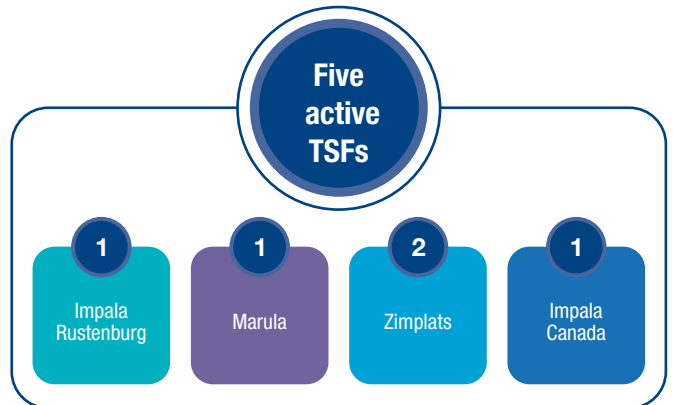 Five
active
TSFs
1
Impala
Rustenburg
1
Marula
2
Zimplats
1
Impala
Canada